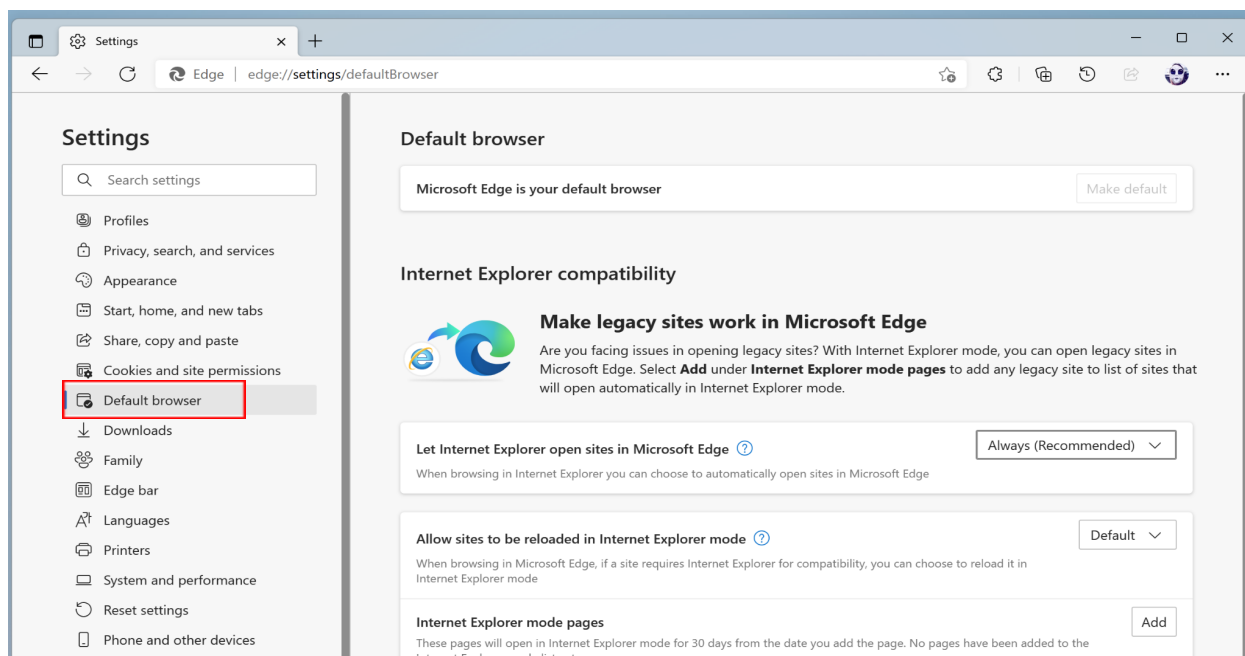 Settings
Edge | edge://settings/defaultBrowser
Settings
Search settings
Profiles
Privacy, search, and services
Appearance
Start, home, and new tabs
Share, copy and paste
Cookies and site permissions
Default browser
Downloads
Family
Edge bar
Languages
Printers
System and performance
Reset settings
Phone and other devices
Default browser
Microsoft Edge is your default browser
Make default
Internet Explorer compatibility
Make legacy sites work in Microsoft Edge
Are you facing issues in opening legacy sites? With Internet Explorer mode, you can open legacy sites in
Microsoft Edge. Select Add under Internet Explorer mode pages to add any legacy site to list of sites that
will open automatically in Internet Explorer mode.
Let Internet Explorer open sites in Microsoft Edge
Always (Recommended)
When browsing in Internet Explorer you can choose to automatically open sites in Microsoft Edge
Allow sites to be reloaded in Internet Explorer mode
Default
When browsing in Microsoft Edge, if a site requires Internet Explorer for compatibility, you can choose to reload it in
Internet Explorer mode
Internet Explorer mode pages
Add
These pages will open in Internet Explorer mode for 30 days from the date you add the page. No pages have been added to the